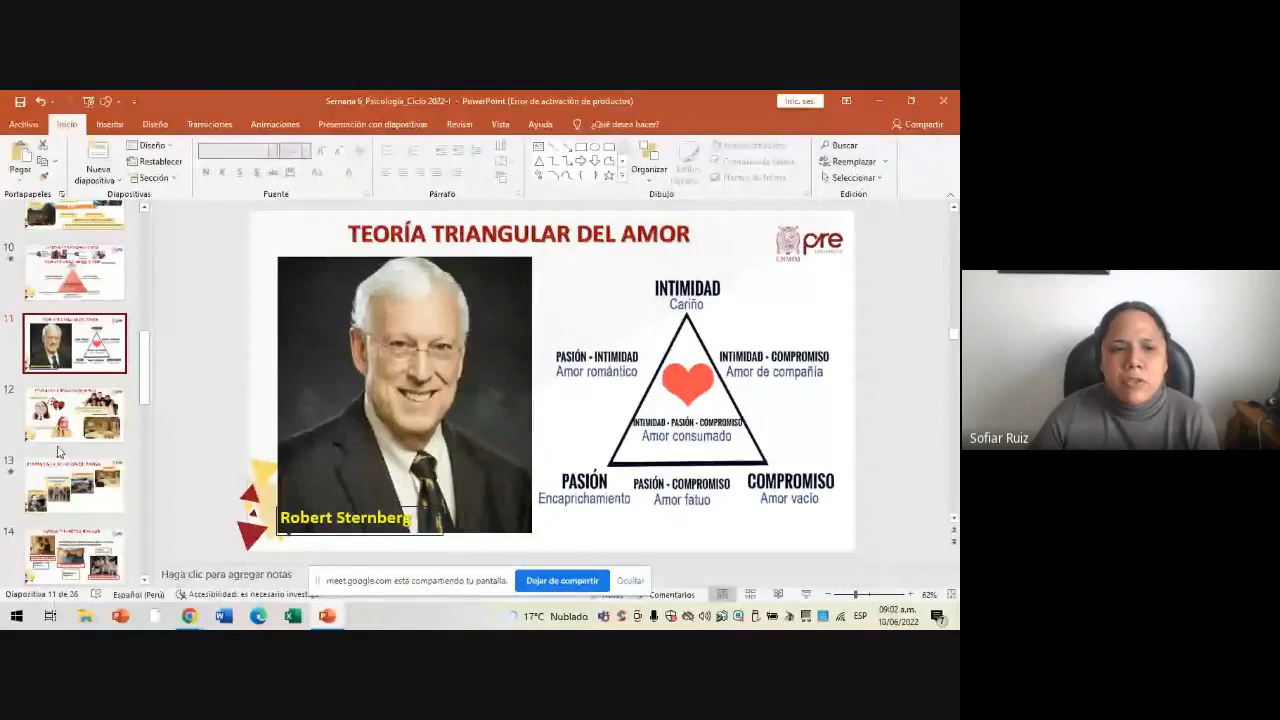 Semana 6_Psicología_Ciclo 2022-I - PowerPoint (Error de activación de productos)
Inic. ses.
Archivo Inicio Insertar Diseño Transiciones Animaciones Presentación con diapositivas Revisar Vista Ayuda ¿Qué desea hacer? Compartir
Pegar
Nueva diapositiva
Diseño
Restablecer
Sección
Organizar
Buscar
Reemplazar
Seleccionar
Portapapeles Diapositivas Fuente Párrafo Dibujo Edición
10
11
12
13
14
TEORÍA TRIANGULAR DEL AMOR
UNMSM
pre
INTIMIDAD
Cariño
PASIÓN - INTIMIDAD
Amor romántico
INTIMIDAD - COMPROMISO
Amor de compañía
INTIMIDAD - PASIÓN - COMPROMISO
Amor consumado
PASIÓN
Encaprichamiento
PASIÓN - COMPROMISO
Amor fatuo
COMPROMISO
Amor vacío
Robert Sternberg
Sofiar Ruiz
Haga clic para agregar notas
meet.google.com está compartiendo tu pantalla.
Dejar de compartir
Ocultar
Diapositiva 11 de 26 Español (Perú) Accesibilidad: es necesario investigar Comentarios 62%
17°C Nublado
ESP
09:02 a.m.
10/06/2022